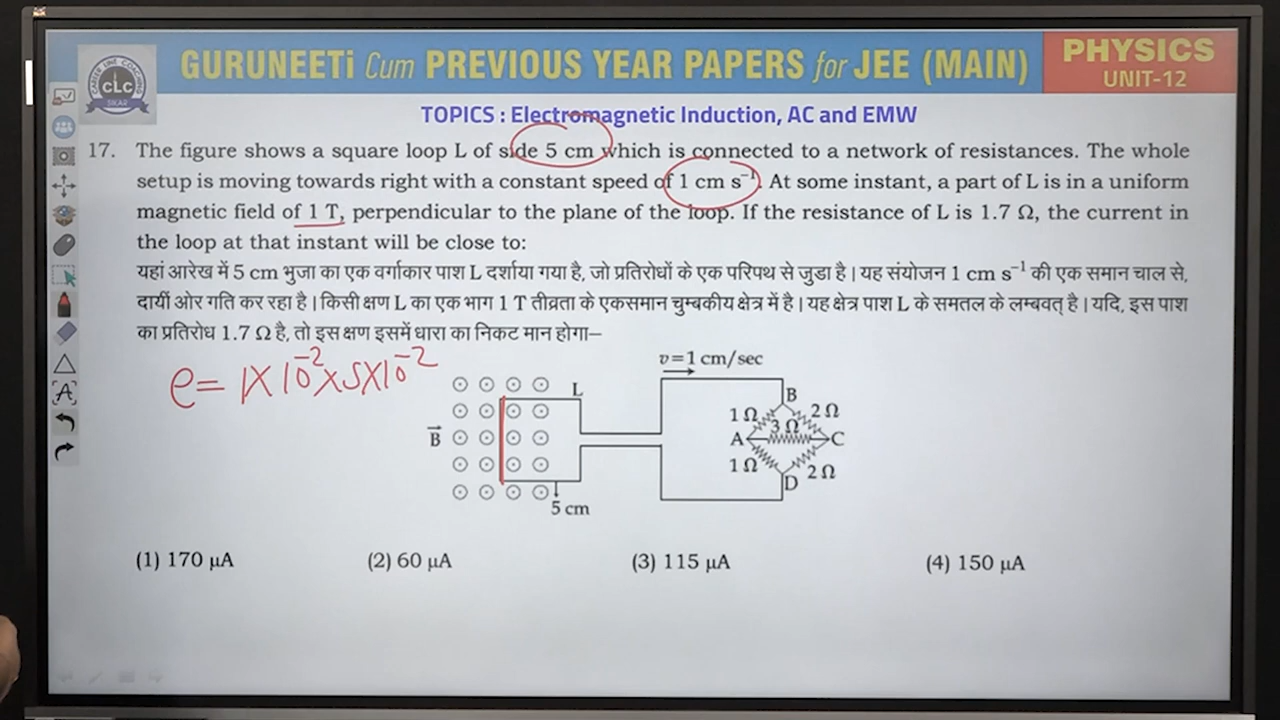 GURUNEETi Cum PREVIOUS YEAR PAPERS for JEE (MAIN)
PHYSICS
UNIT-12
CLC
SIKAR
TOPICS : Electromagnetic Induction, AC and EMW
17. The figure shows a square loop L of side 5 cm which is connected to a network of resistances. The whole
setup is moving towards right with a constant speed of 1 cm s⁻¹. At some instant, a part of L is in a uniform
magnetic field of 1 T, perpendicular to the plane of the loop. If the resistance of L is 1.7 Ω, the current in
the loop at that instant will be close to:
यहां आरेख में 5 cm भुजा का एक वर्गाकार पाश L दर्शाया गया है, जो प्रतिरोधों के एक परिपथ से जुडा है। यह संयोजन 1 cm s⁻¹ की एक समान चाल से,
दायीं ओर गति कर रहा है। किसी क्षण L का एक भाग 1 T तीव्रता के एकसमान चुम्बकीय क्षेत्र में है। यह क्षेत्र पाश L के समतल के लम्बवत् है। यदि, इस पाश
का प्रतिरोध 1.7 Ω है, तो इस क्षण इसमें धारा का निकट मान होगा–
e = 1×10⁻²×5×10⁻²
v=1 cm/sec
L
B
1Ω 2Ω
3Ω
B⃗
A C
1Ω 2Ω
D
5 cm
(1) 170 μA (2) 60 μA (3) 115 μA (4) 150 μA